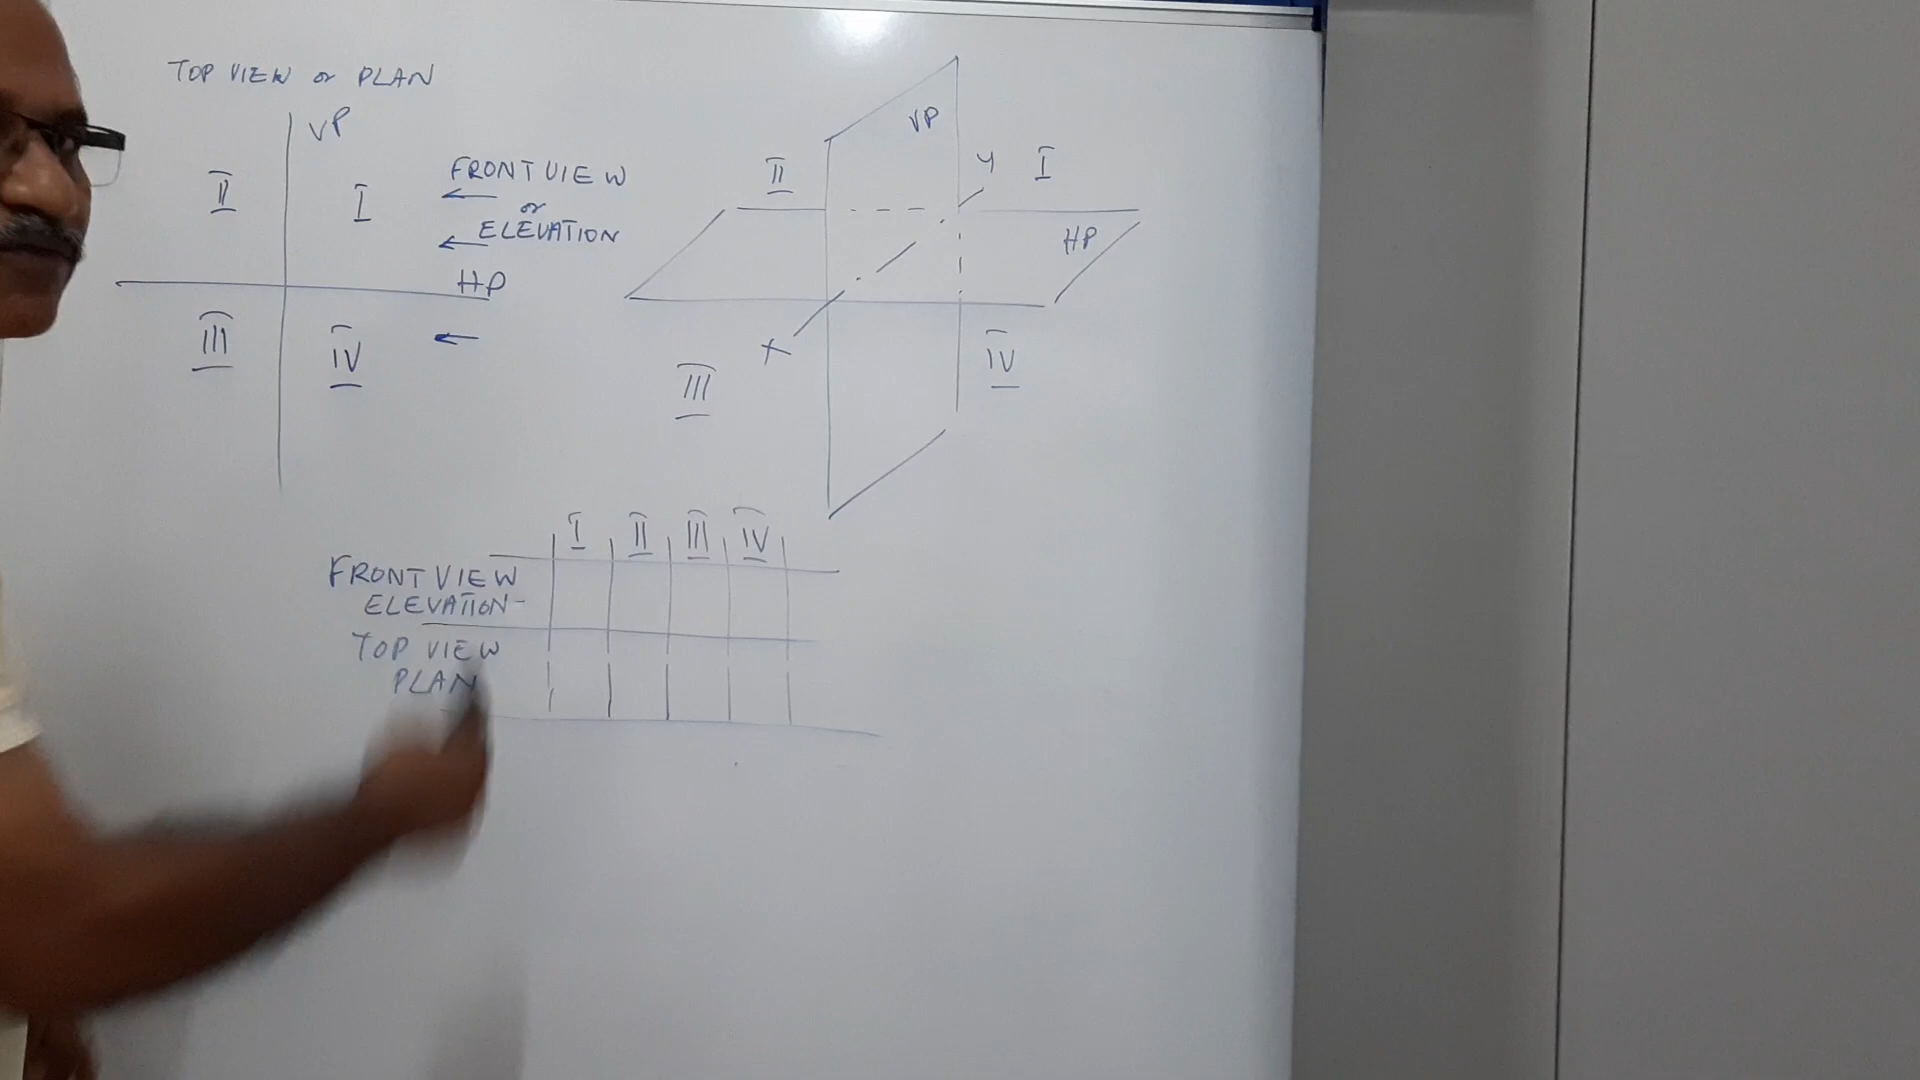 TOP VIEW or PLAN
VP
II
I
FRONT VIEW
or
ELEVATION
HP
III
IV
VP
II
Y
I
HP
X
III
IV
I II III IV
FRONT VIEW
ELEVATION
TOP VIEW
PLAN